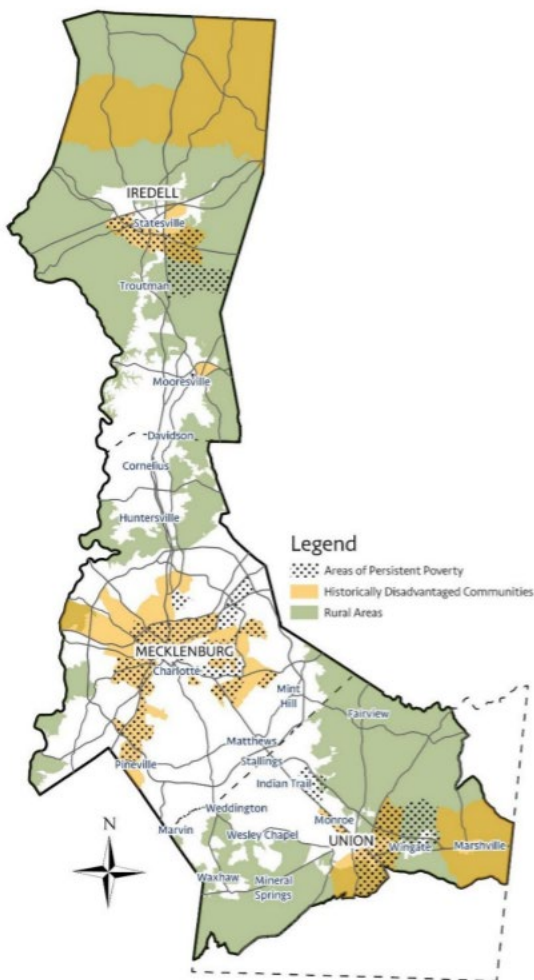 IREDELL
Statesville
Troutman
Mooresville
Davidson
Cornelius
Huntersville
Legend
Areas of Persistent Poverty
Historically Disadvantaged Communities
Rural Areas
MECKLENBURG
Charlotte
Mint
Hill
Fairview
Matthews
Stallings
Pineville
Indian Trail
Weddington
Monroe
Marvin
Wesley Chapel
UNION
Wingate
Marshville
N
Waxhaw
Mineral
Springs